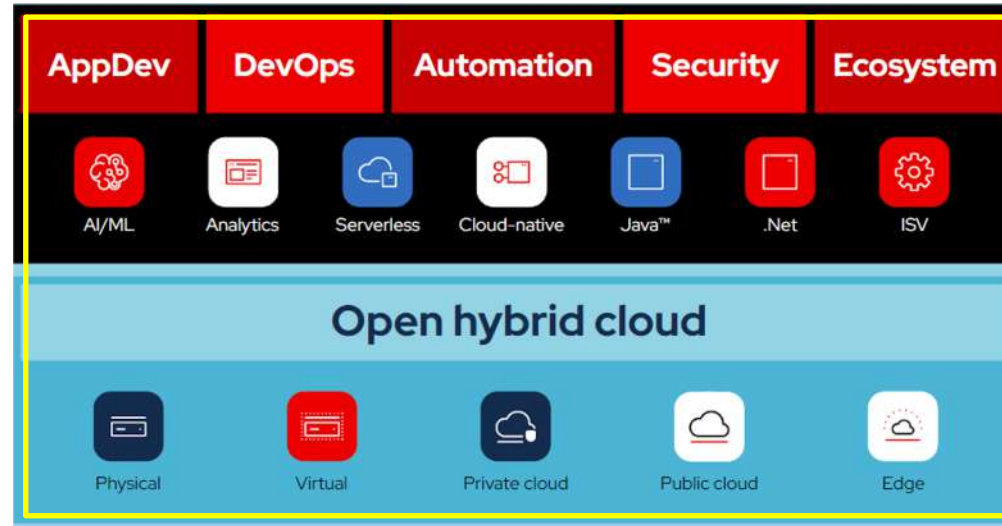 AppDev DevOps Automation Security Ecosystem
AI/ML Analytics Serverless Cloud-native Java™ .Net ISV
Open hybrid cloud
Physical Virtual Private cloud Public cloud Edge